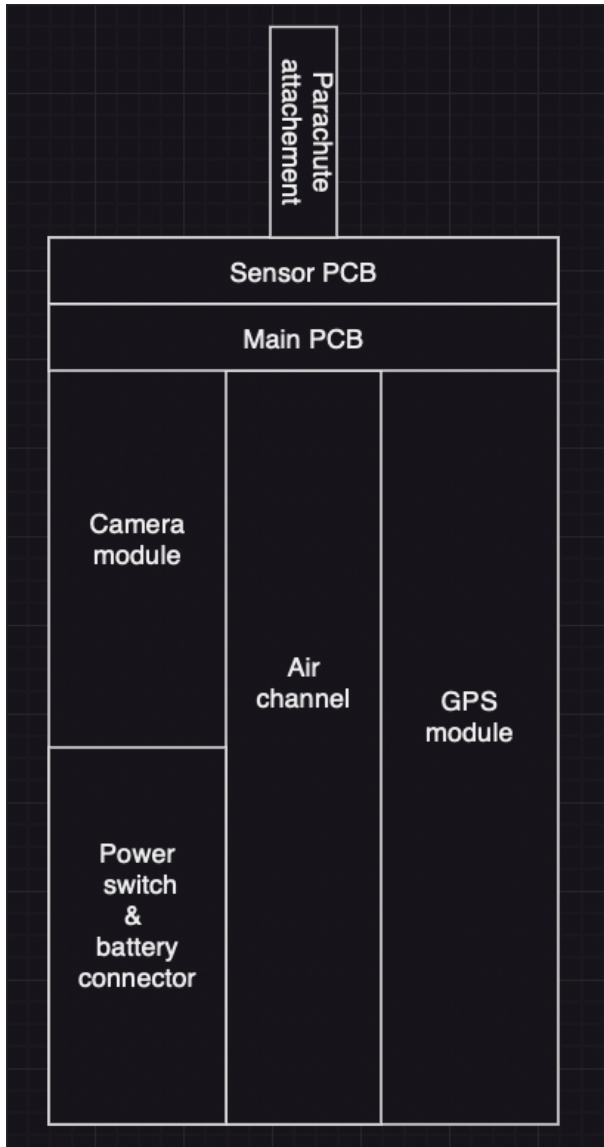 Parachute
attachement
Sensor PCB
Main PCB
Camera
module
Air
channel
GPS
module
Power
switch
&
battery
connector